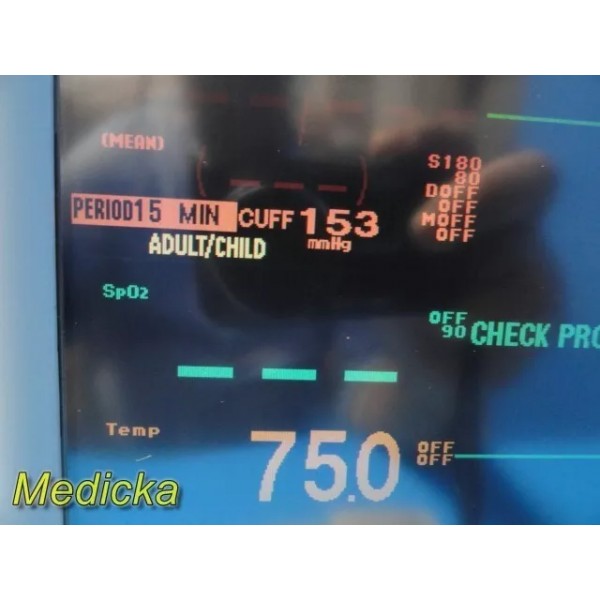 (MEAN)
S180
80
DOFF
OFF
MOFF
OFF
PERIOD15 MIN CUFF 153
mmHg
ADULT/CHILD
SpO2
OFF
90 CHECK PRO
Temp
75.0
OFF
OFF
Medicka